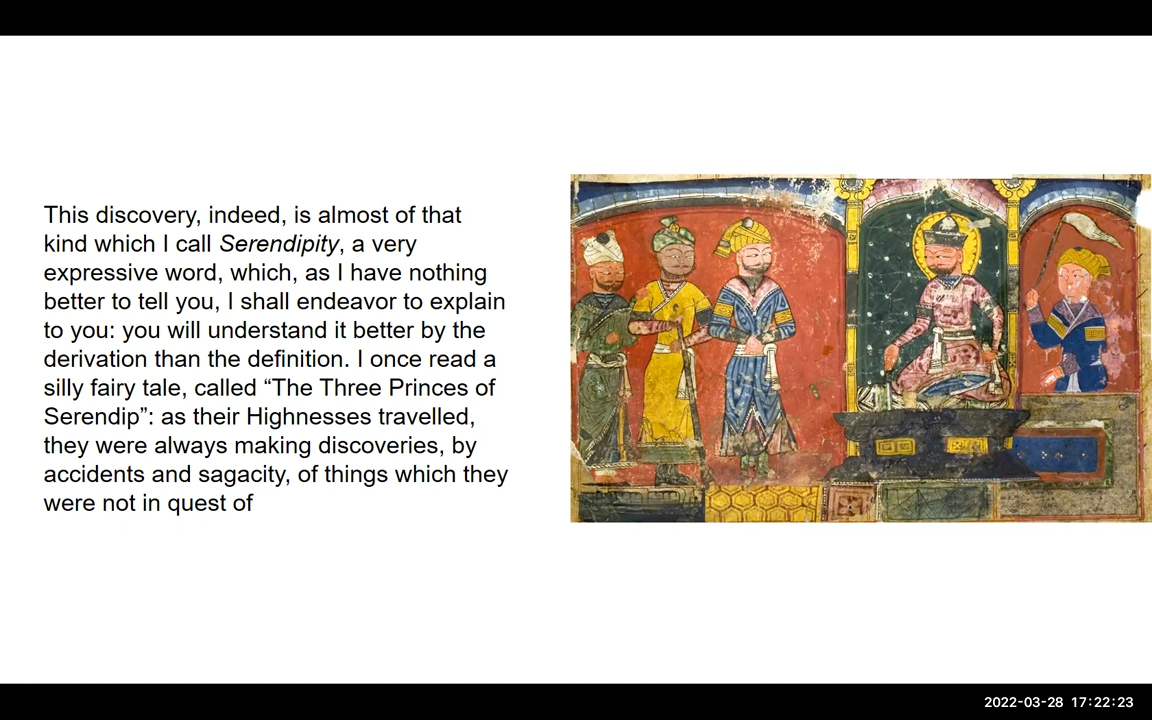 This discovery, indeed, is almost of that
kind which I call Serendipity, a very
expressive word, which, as I have nothing
better to tell you, I shall endeavor to explain
to you: you will understand it better by the
derivation than the definition. I once read a
silly fairy tale, called “The Three Princes of
Serendip”: as their Highnesses travelled,
they were always making discoveries, by
accidents and sagacity, of things which they
were not in quest of
2022-03-28 17:22:23